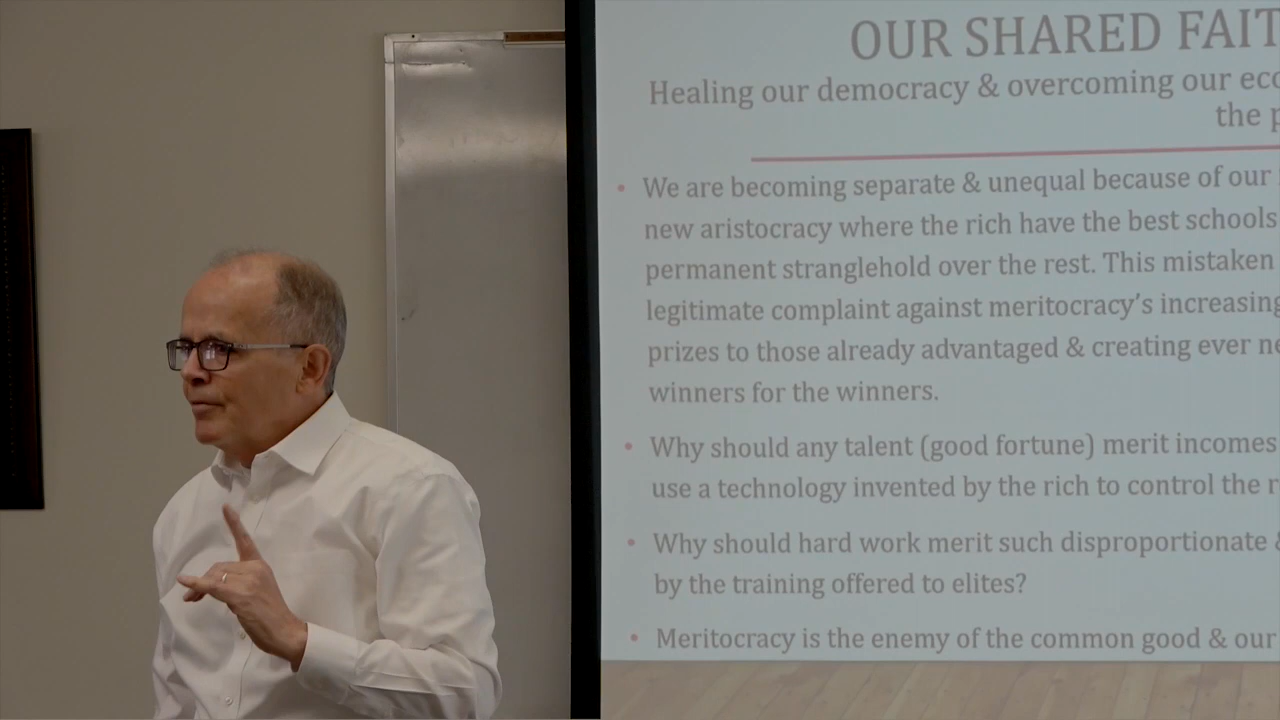 OUR SHARED FAIT
Healing our democracy & overcoming our eco
the p
• We are becoming separate & unequal because of our
new aristocracy where the rich have the best schools
permanent stranglehold over the rest. This mistaken
legitimate complaint against meritocracy's increasing
prizes to those already advantaged & creating ever ne
winners for the winners.
• Why should any talent (good fortune) merit incomes
use a technology invented by the rich to control the r
• Why should hard work merit such disproportionate &
by the training offered to elites?
• Meritocracy is the enemy of the common good & our